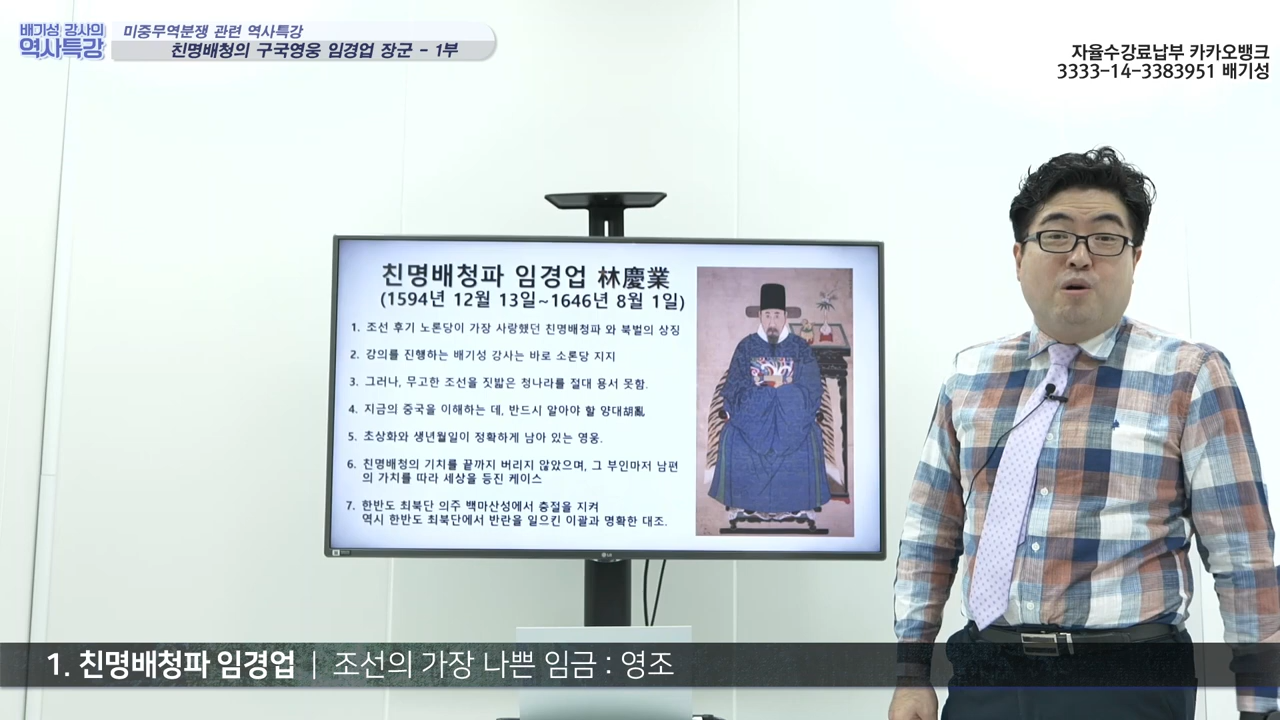 배기성 강사의
역사특강
미중무역분쟁 관련 역사특강
친명배청의 구국영웅 임경업 장군 - 1부
자율수강료납부 카카오뱅크
3333-14-3383951 배기성
친명배청파 임경업 林慶業
(1594년 12월 13일~1646년 8월 1일)
1. 조선 후기 노론당이 가장 사랑했던 친명배청파 와 북벌의 상징
2. 강의를 진행하는 배기성 강사는 바로 소론당 지지
3. 그러나, 무고한 조선을 짓밟은 청나라를 절대 용서 못함.
4. 지금의 중국을 이해하는 데, 반드시 알아야 할 양대胡亂
5. 초상화와 생년월일이 정확하게 남아 있는 영웅.
6. 친명배청의 기치를 끝까지 버리지 않았으며, 그 부인마저 남편
의 가치를 따라 세상을 등진 케이스
7. 한반도 최북단 의주 백마산성에서 충절을 지켜
역시 한반도 최북단에서 반란을 일으킨 이괄과 명확한 대조.
LG
1. 친명배청파 임경업 | 조선의 가장 나쁜 임금 : 영조